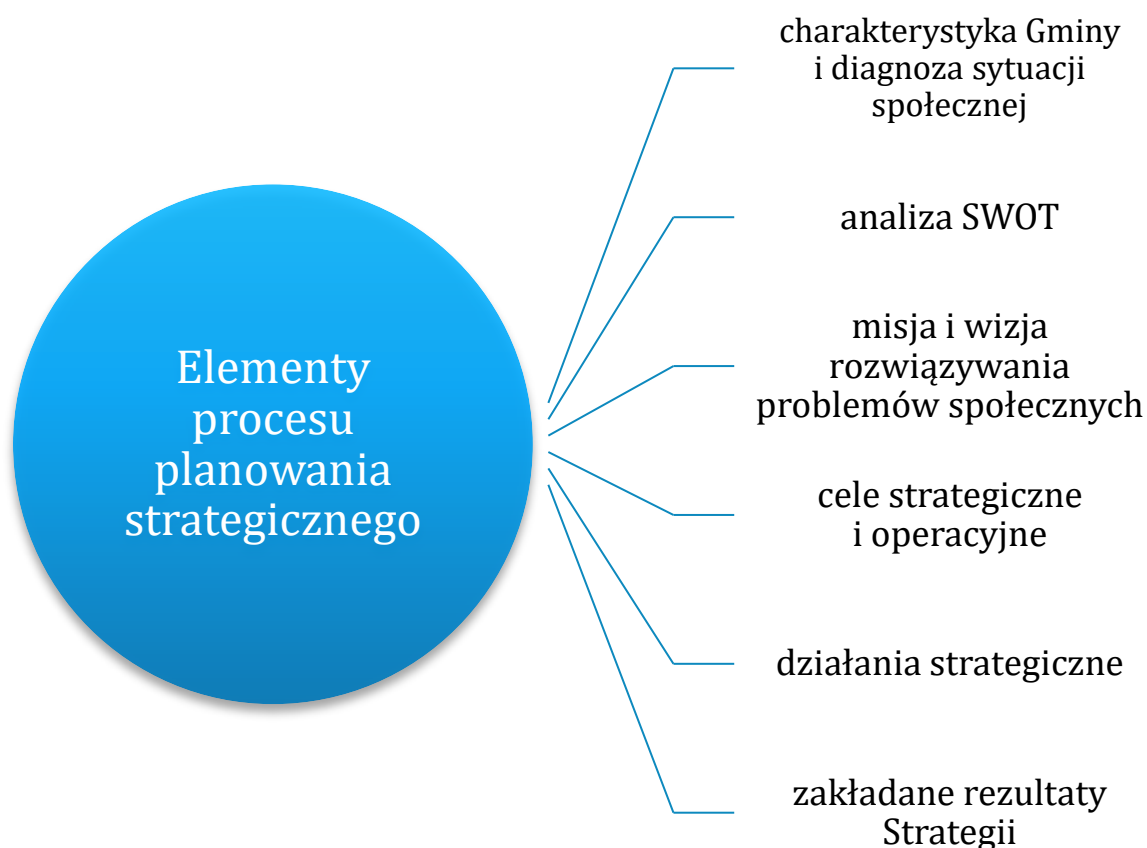 Elementy
procesu
planowania
strategicznego
charakterystyka Gminy
i diagnoza sytuacji
społecznej
analiza SWOT
misja i wizja
rozwiązywania
problemów społecznych
cele strategiczne
i operacyjne
działania strategiczne
zakładane rezultaty
Strategii